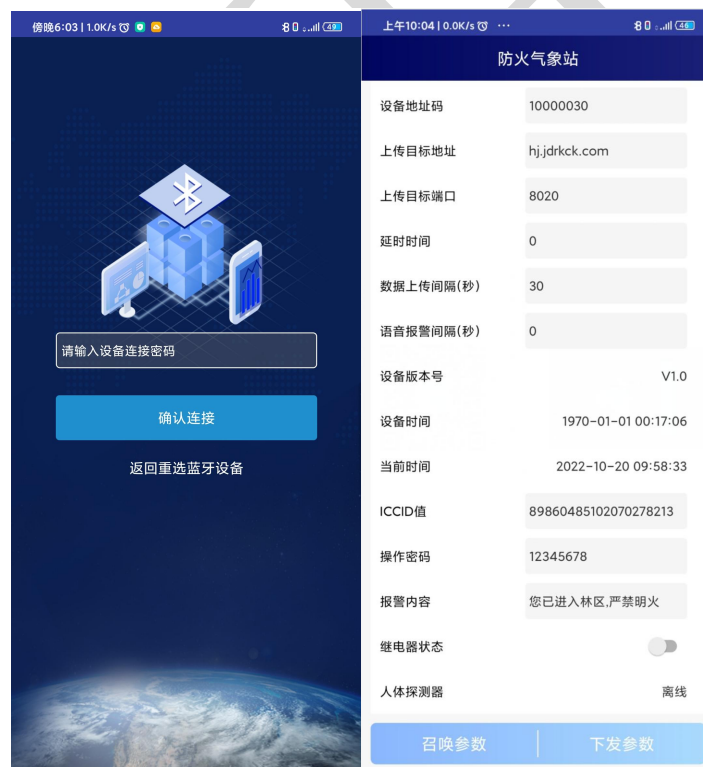 傍晚6:03 | 1.0K/s
49
请输入设备连接密码
确认连接
返回重选蓝牙设备
上午10:04 | 0.0K/s ···
46
防火气象站
设备地址码 10000030
上传目标地址 hj.jdrkck.com
上传目标端口 8020
延时时间 0
数据上传间隔(秒) 30
语音报警间隔(秒) 0
设备版本号 V1.0
设备时间 1970-01-01 00:17:06
当前时间 2022-10-20 09:58:33
ICCID值 89860485102070278213
操作密码 12345678
报警内容 您已进入林区,严禁明火
继电器状态
人体探测器 离线
召唤参数 下发参数